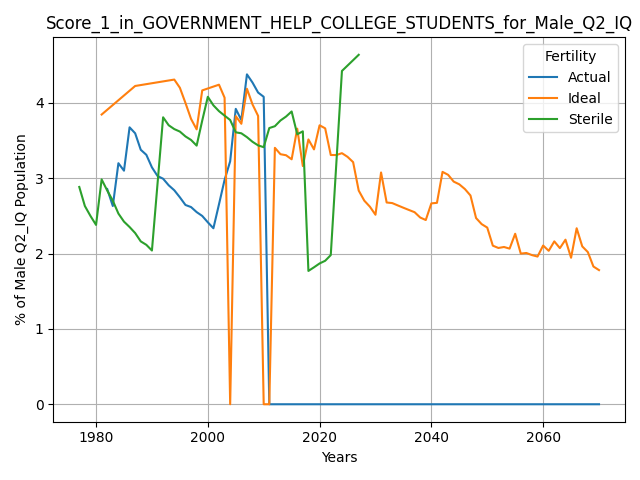 Score_1_in_GOVERNMENT_HELP_COLLEGE_STUDENTS_for_Male_Q2_IQ
Fertility
Actual
Ideal
Sterile
% of Male Q2_IQ Population
4
3
2
1
0
1980 2000 2020 2040 2060
Years